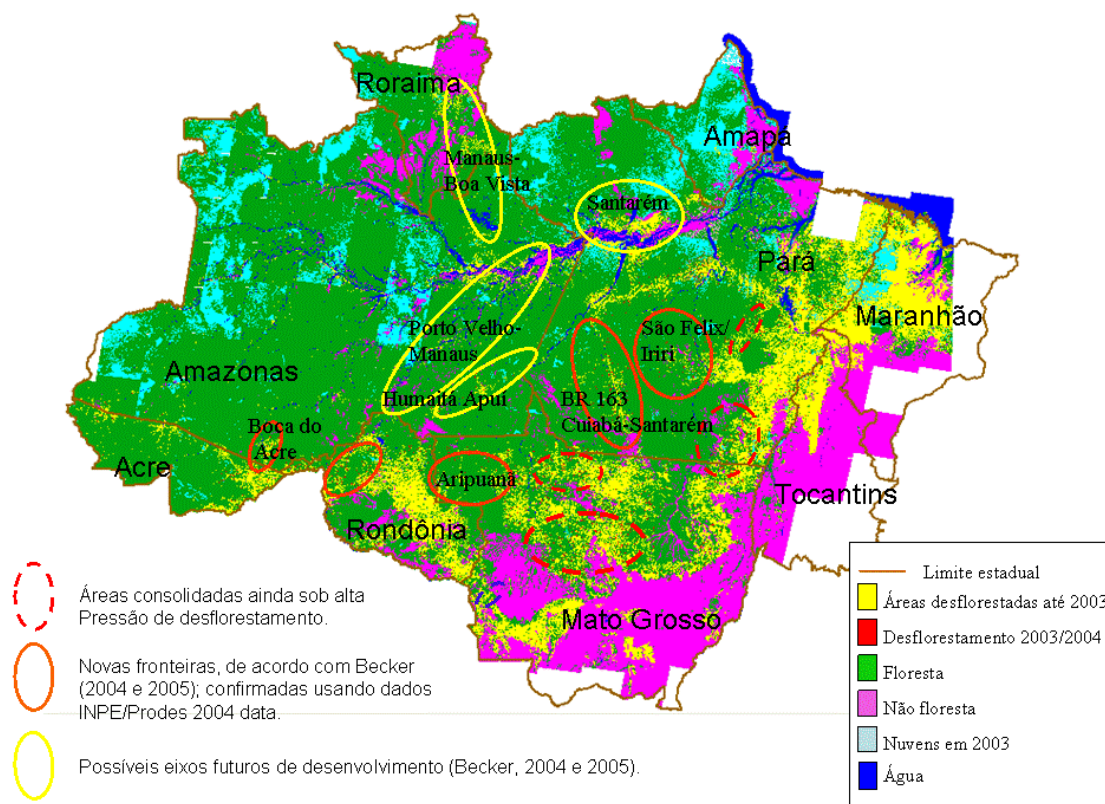 Roraima
Amapa
Manaus-
Boa Vista
Santarém
Pará
Maranhão
Porto Velho-
Manaus
São Felix/
Iriri
Amazonas
Humaitá Apuí
BR 163
Cuiabá-Santarém
Boca do
Acre
Acre
Aripuanã
Tocantins
Rondônia
Mato Grosso
Áreas consolidadas ainda sob alta
Pressão de desflorestamento.
Novas fronteiras, de acordo com Becker
(2004 e 2005); confirmadas usando dados
INPE/Prodes 2004 data.
Possíveis eixos futuros de desenvolvimento (Becker, 2004 e 2005).
Limite estadual
Áreas desflorestadas até 2003
Desflorestamento 2003/2004
Floresta
Não floresta
Nuvens em 2003
Água